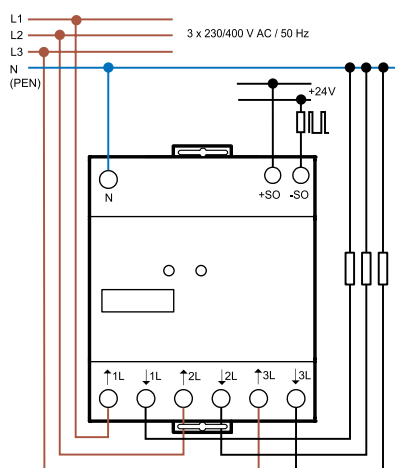 L1
L2
3 x 230/400 V AC / 50 Hz
L3
N
(PEN)
+24V
N
+SO
-SO
↑1L
↓1L
↑2L
↓2L
↑3L
↓3L